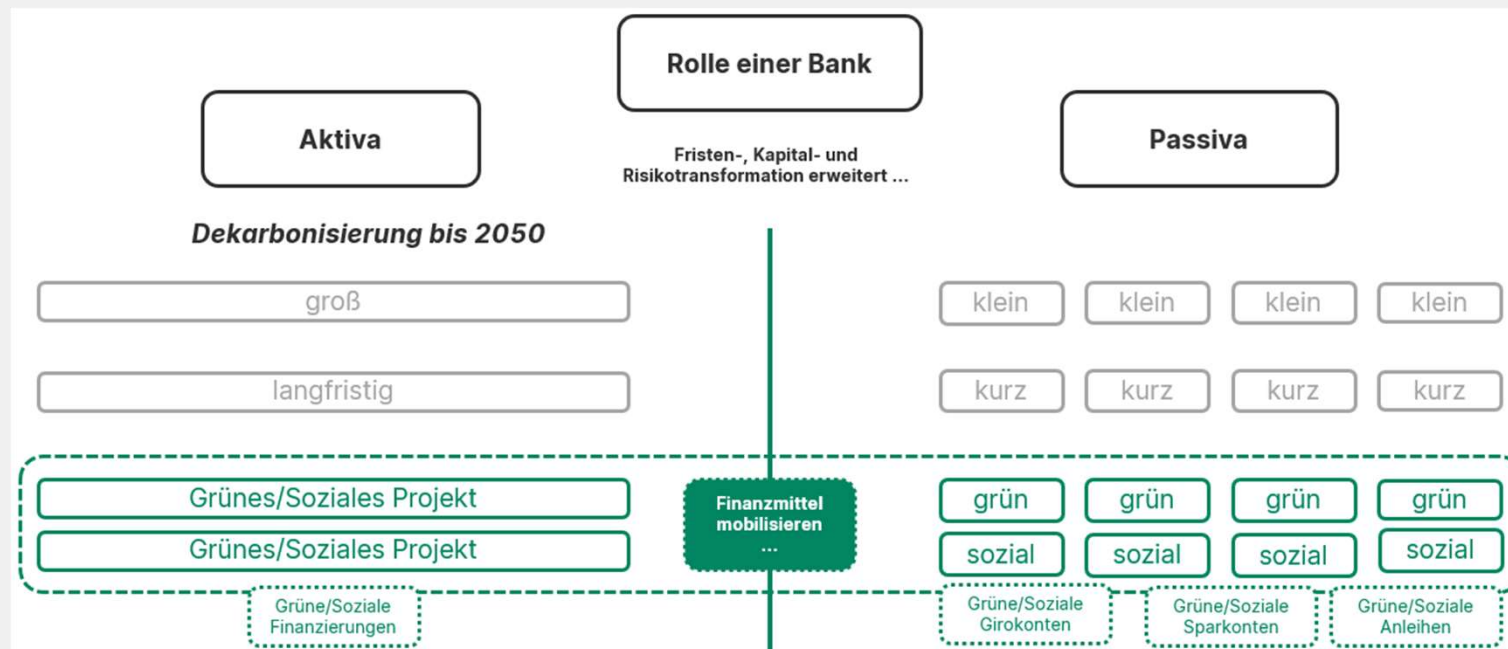 Rolle einer Bank
Aktiva
Passiva
Fristen-, Kapital- und
Risikotransformation erweitert ...
Dekarbonisierung bis 2050
groß
klein
klein
klein
klein
langfristig
kurz
kurz
kurz
kurz
Grünes/Soziales Projekt
Finanzmittel
mobilisieren
...
grün
grün
grün
grün
Grünes/Soziales Projekt
sozial
sozial
sozial
sozial
Grüne/Soziale
Finanzierungen
Grüne/Soziale
Girokonten
Grüne/Soziale
Sparkonten
Grüne/Soziale
Anleihen